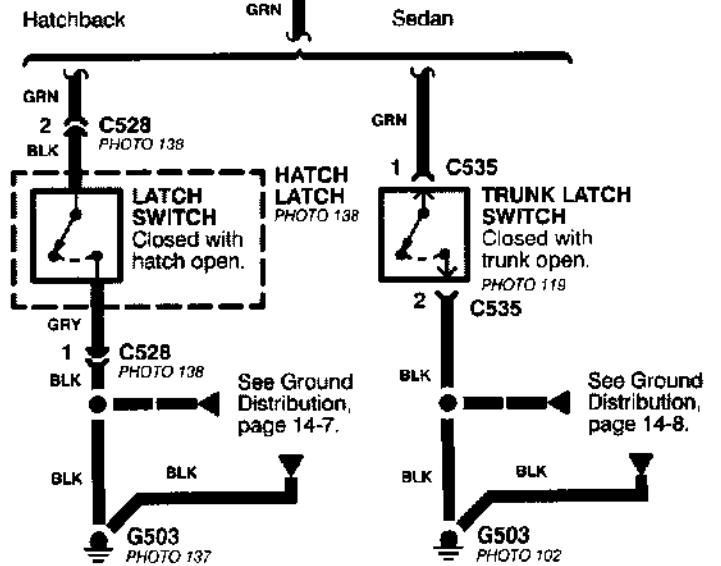 GRN
Hatchback
Sedan
GRN
2 C528
PHOTO 138
BLK
GRN
1 C535
HATCH
LATCH
PHOTO 138
LATCH
SWITCH
Closed with
hatch open.
TRUNK LATCH
SWITCH
Closed with
trunk open.
PHOTO 119
2 C535
GRY
1 C528
PHOTO 138
BLK
See Ground
Distribution,
page 14-7.
BLK
See Ground
Distribution,
page 14-8.
BLK
BLK
BLK
BLK
G503
PHOTO 137
G503
PHOTO 102